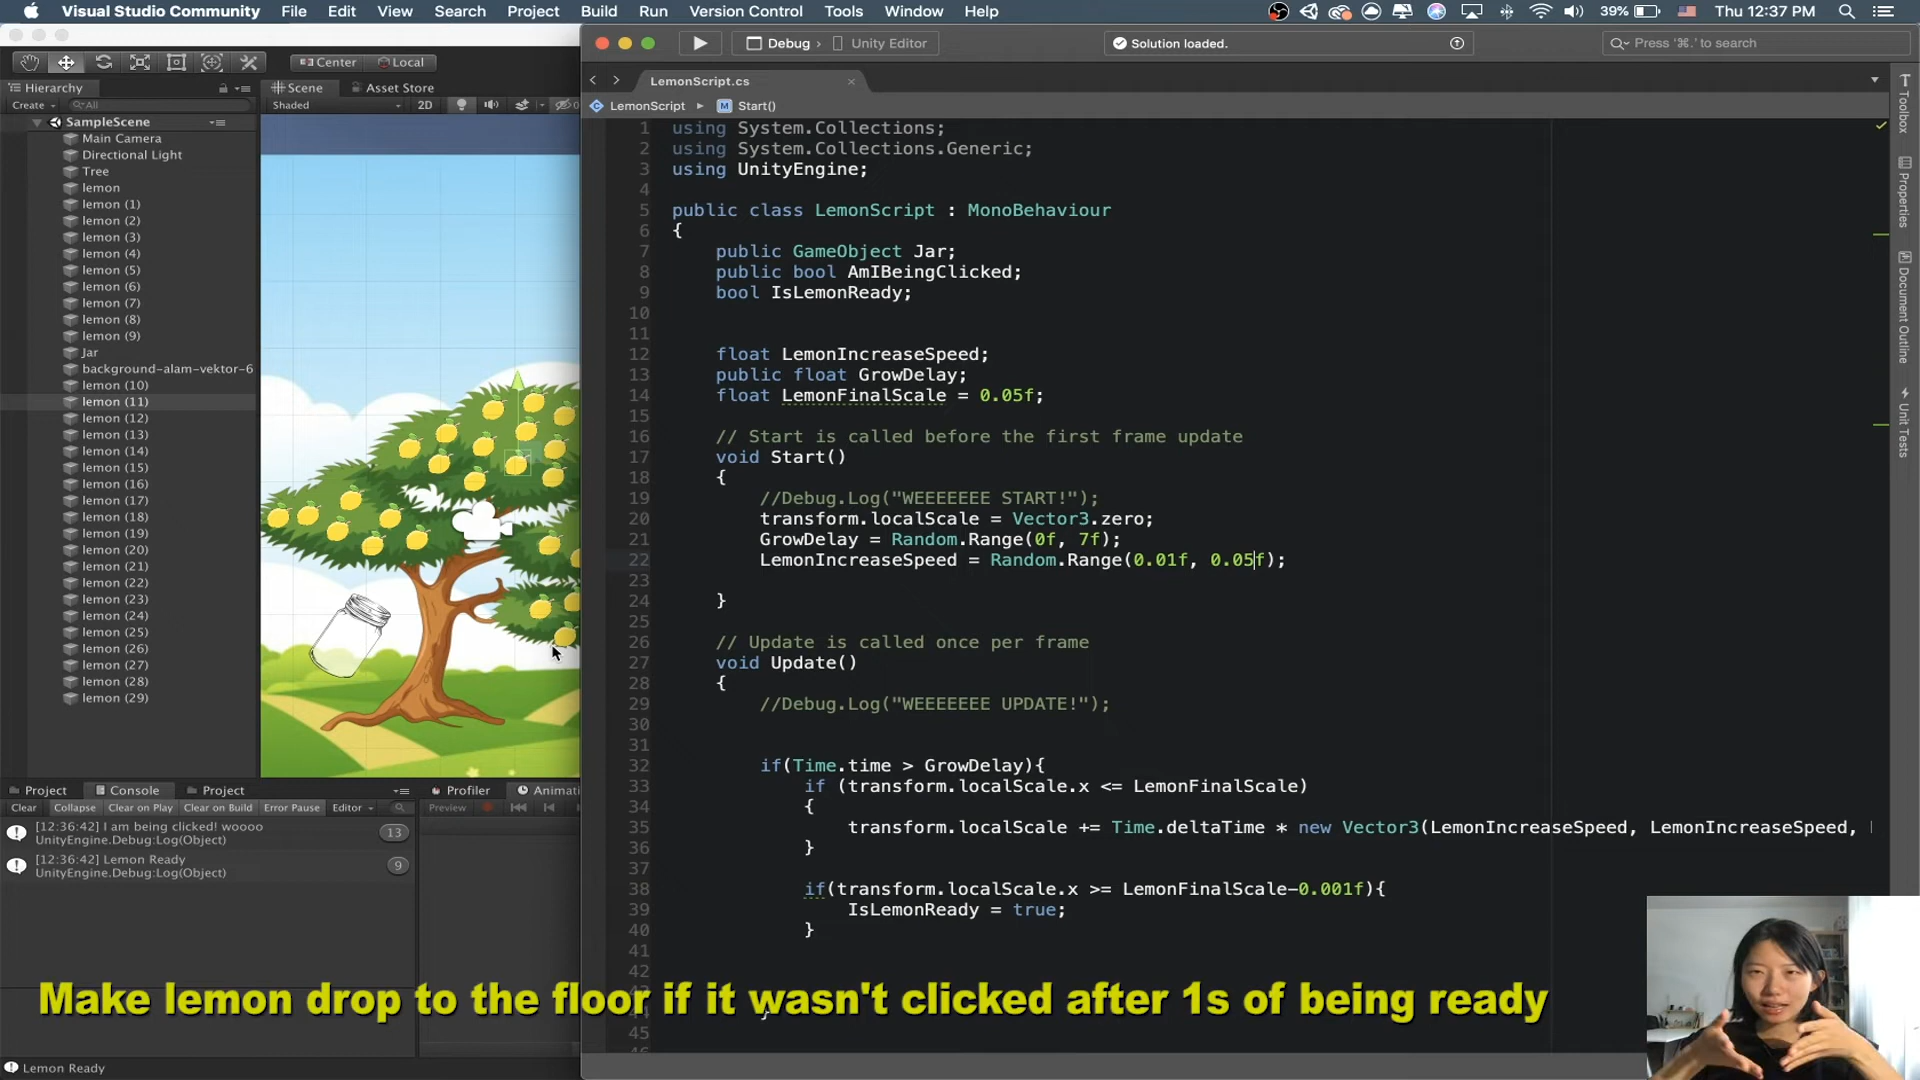 Visual Studio Community File Edit View Search Project Build Run Version Control Tools Window Help 39% Thu 12:37 PM
Center Local
Debug › Unity Editor
Solution loaded.
Press '⌘.' to search
Hierarchy
Create All
SampleScene
Main Camera
Directional Light
Tree
lemon
lemon (1)
lemon (2)
lemon (3)
lemon (4)
lemon (5)
lemon (6)
lemon (7)
lemon (8)
lemon (9)
Jar
background-alam-vektor-6
lemon (10)
lemon (11)
lemon (12)
lemon (13)
lemon (14)
lemon (15)
lemon (16)
lemon (17)
lemon (18)
lemon (19)
lemon (20)
lemon (21)
lemon (22)
lemon (23)
lemon (24)
lemon (25)
lemon (26)
lemon (27)
lemon (28)
lemon (29)
Scene Asset Store
Shaded 2D 0
LemonScript.cs
LemonScript Start()
1 using System.Collections;
2 using System.Collections.Generic;
3 using UnityEngine;
4
5 public class LemonScript : MonoBehaviour
6 {
7 public GameObject Jar;
8 public bool AmIBeingClicked;
9 bool IsLemonReady;
10
11
12 float LemonIncreaseSpeed;
13 public float GrowDelay;
14 float LemonFinalScale = 0.05f;
15
16 // Start is called before the first frame update
17 void Start()
18 {
19 //Debug.Log("WEEEEEEE START!");
20 transform.localScale = Vector3.zero;
21 GrowDelay = Random.Range(0f, 7f);
22 LemonIncreaseSpeed = Random.Range(0.01f, 0.05f);
23
24 }
25
26 // Update is called once per frame
27 void Update()
28 {
29 //Debug.Log("WEEEEEEE UPDATE!");
30
31
32 if(Time.time > GrowDelay){
33 if (transform.localScale.x <= LemonFinalScale)
34 {
35 transform.localScale += Time.deltaTime * new Vector3(LemonIncreaseSpeed, LemonIncreaseSpeed,
36 }
37
38 if(transform.localScale.x >= LemonFinalScale-0.001f){
39 IsLemonReady = true;
40 }
41
42
45
Toolbox
Properties
Document Outline
Unit Tests
Project Console Project
Clear Collapse Clear on Play Clear on Build Error Pause Editor
[12:36:42] I am being clicked! woooo
UnityEngine.Debug:Log(Object)
13
[12:36:42] Lemon Ready
UnityEngine.Debug:Log(Object)
9
Profiler Animati
Preview
Make lemon drop to the floor if it wasn't clicked after 1s of being ready
Lemon Ready